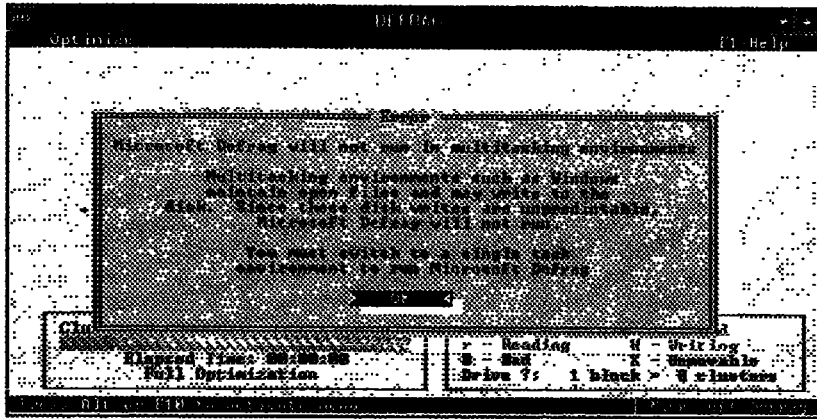 DEFRAG
Optimize F1 Help
Error
Microsoft Defrag will not run in multitasking environments
Multitasking environments such as Windows
maintain open files and may write to the
disk. Since these disk writes are unpredictable,
Microsoft Defrag will not run.
You must switch to a single task
environment to run Microsoft Defrag
OK
Clu
r - Reading W - Writing
Elapsed Time: 00:00:00
B - Bad X - Unmovable
Full Optimization
Drive ?: 1 block = 0 clusters